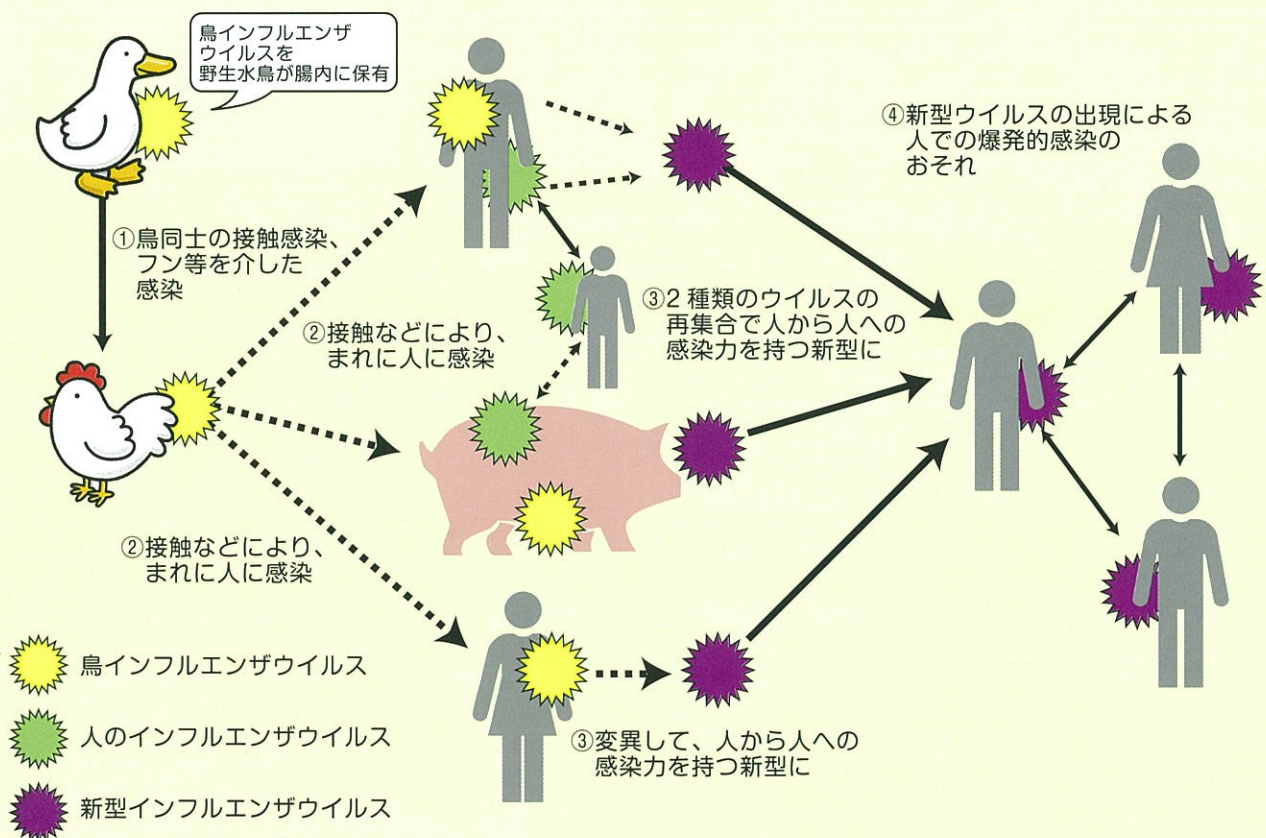 鳥インフルエンザ
ウイルスを
野生水鳥が腸内に保有
①鳥同士の接触感染、
フン等を介した
感染
②接触などにより、
まれに人に感染
③2種類のウイルスの
再集合で人から人への
感染力を持つ新型に
④新型ウイルスの出現による
人での爆発的感染の
おそれ
②接触などにより、
まれに人に感染
③変異して、人から人への
感染力を持つ新型に
鳥インフルエンザウイルス
人のインフルエンザウイルス
新型インフルエンザウイルス